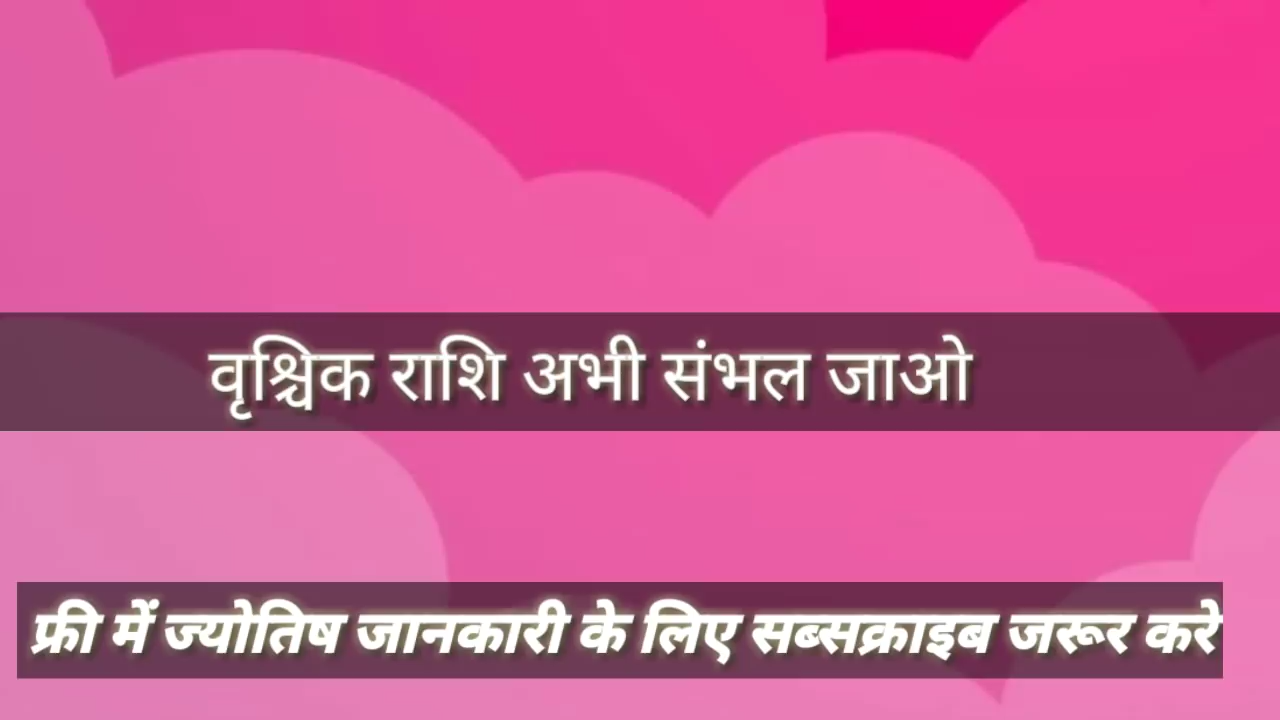 वृश्चिक राशि अभी संभल जाओ
फ्री में ज्योतिष जानकारी के लिए सब्सक्राइब जरूर करे